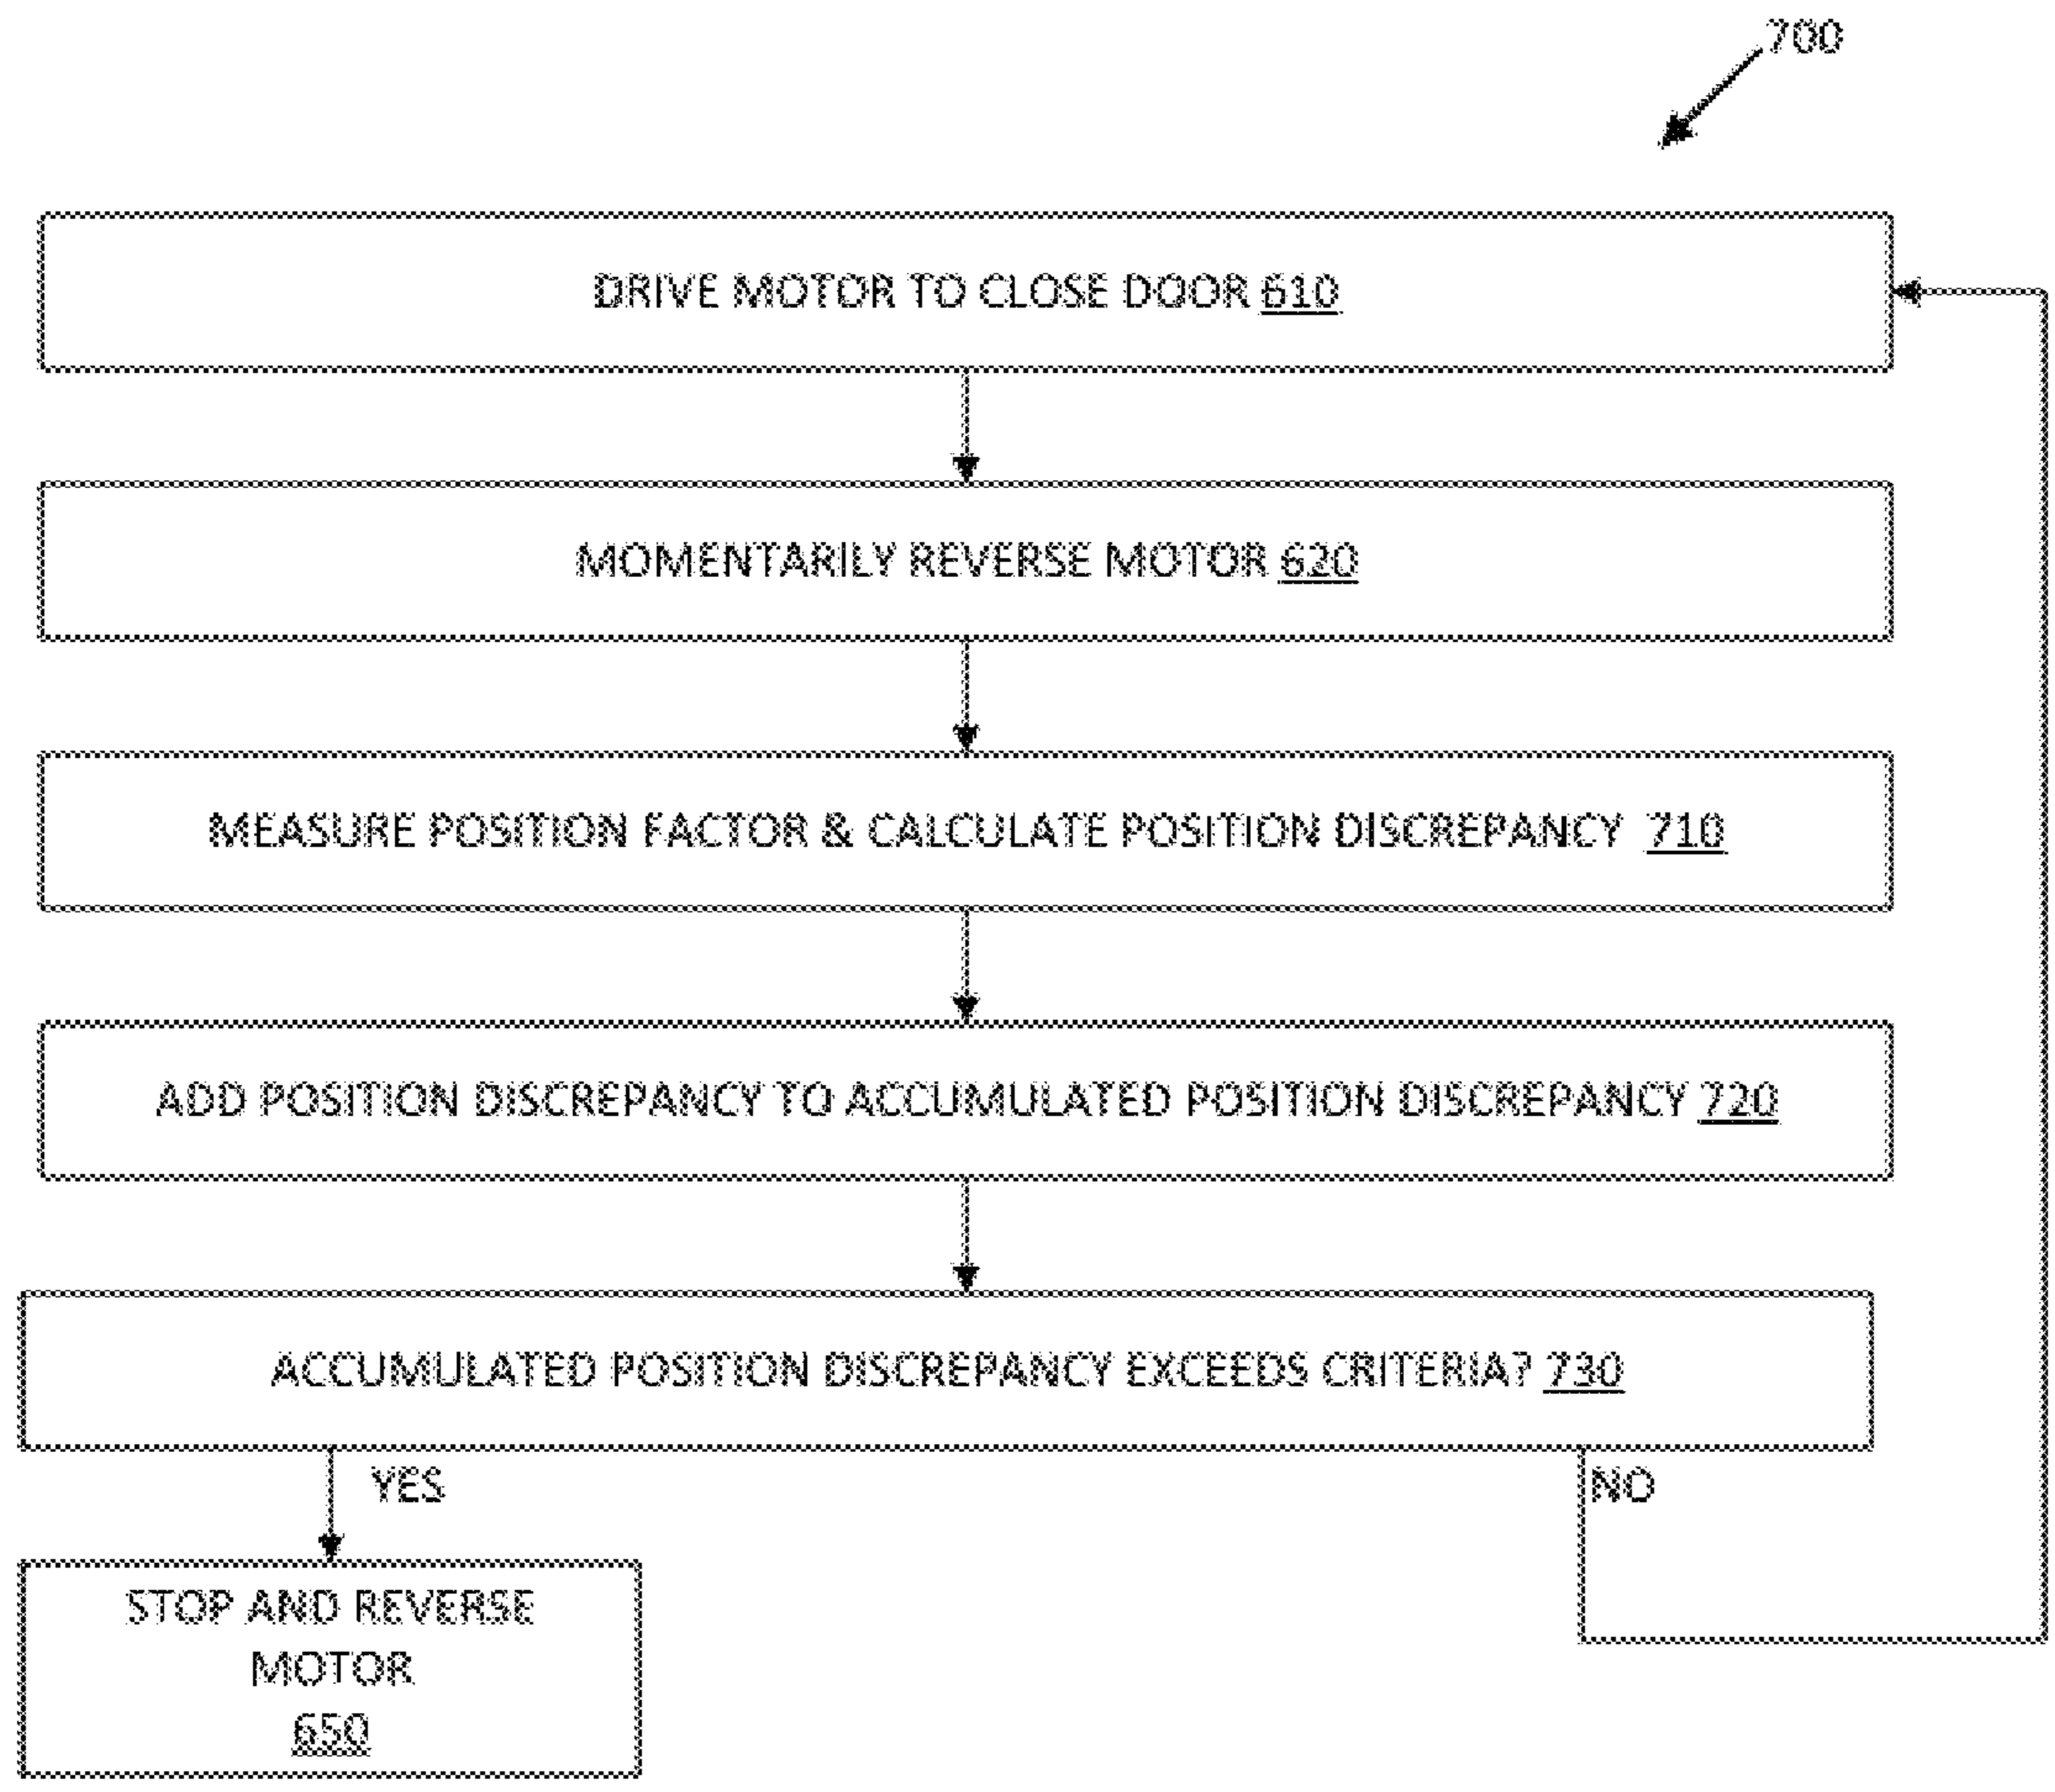 700
DRIVE MOTOR TO CLOSE DOOR 610
MOMENTARILY REVERSE MOTOR 620
MEASURE POSITION FACTOR & CALCULATE POSITION DISCREPANCY 710
ADD POSITION DISCREPANCY TO ACCUMULATED POSITION DISCREPANCY 720
ACCUMULATED POSITION DISCREPANCY EXCEEDS CRITERIA? 730
YES
NO
STOP AND REVERSE
MOTOR
650